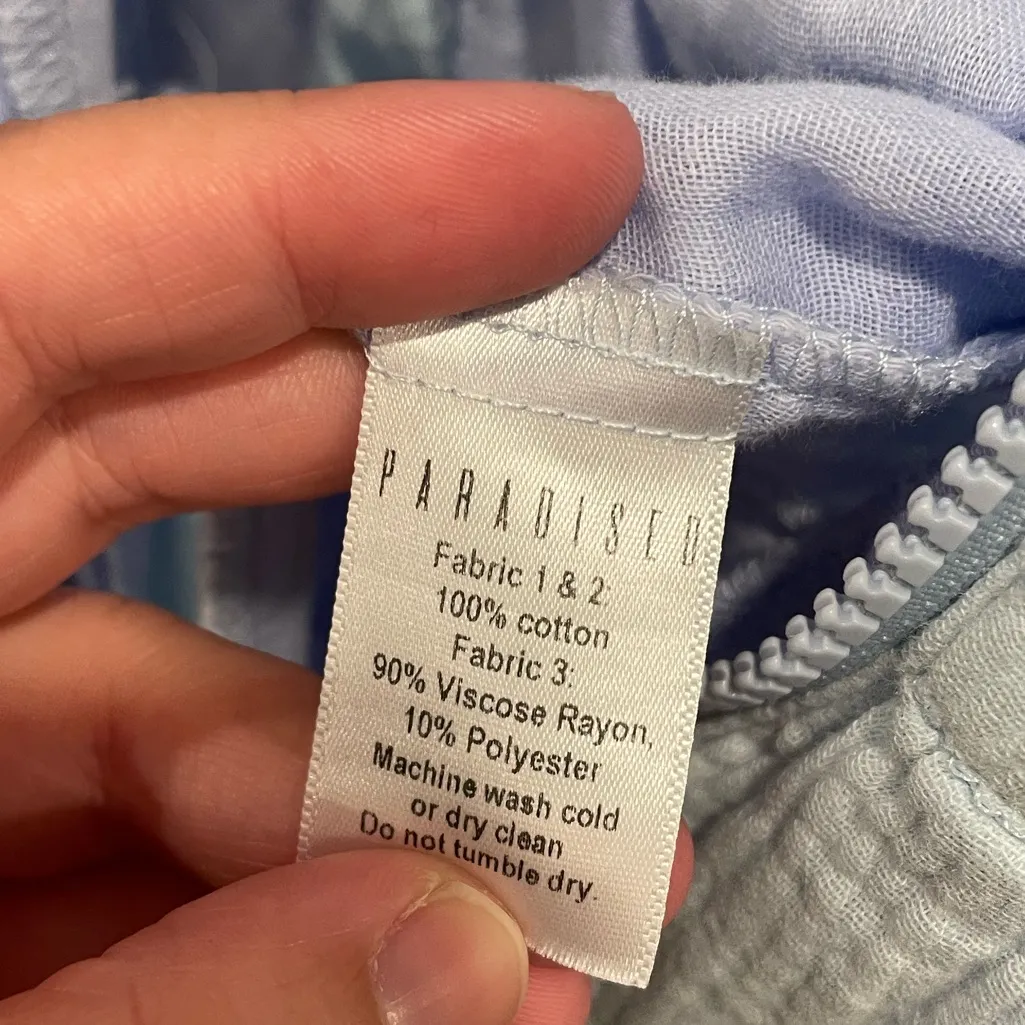 PARADISED
Fabric 1 & 2:
100% cotton
Fabric 3:
90% Viscose Rayon,
10% Polyester
Machine wash cold
or dry clean
Do not tumble dry.